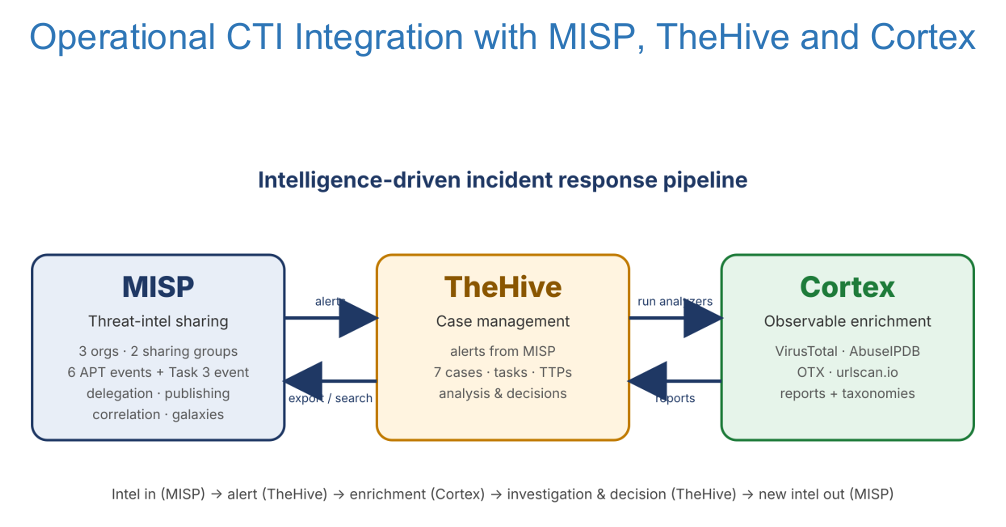 Operational CTI Integration with MISP, TheHive and Cortex
Intelligence-driven incident response pipeline
MISP
Threat-intel sharing
3 orgs · 2 sharing groups
6 APT events + Task 3 event
delegation · publishing
correlation · galaxies
alerts
export / search
TheHive
Case management
alerts from MISP
7 cases · tasks · TTPs
analysis & decisions
run analyzers
reports
Cortex
Observable enrichment
VirusTotal · AbuseIPDB
OTX · urlscan.io
reports + taxonomies
Intel in (MISP) → alert (TheHive) → enrichment (Cortex) → investigation & decision (TheHive) → new intel out (MISP)